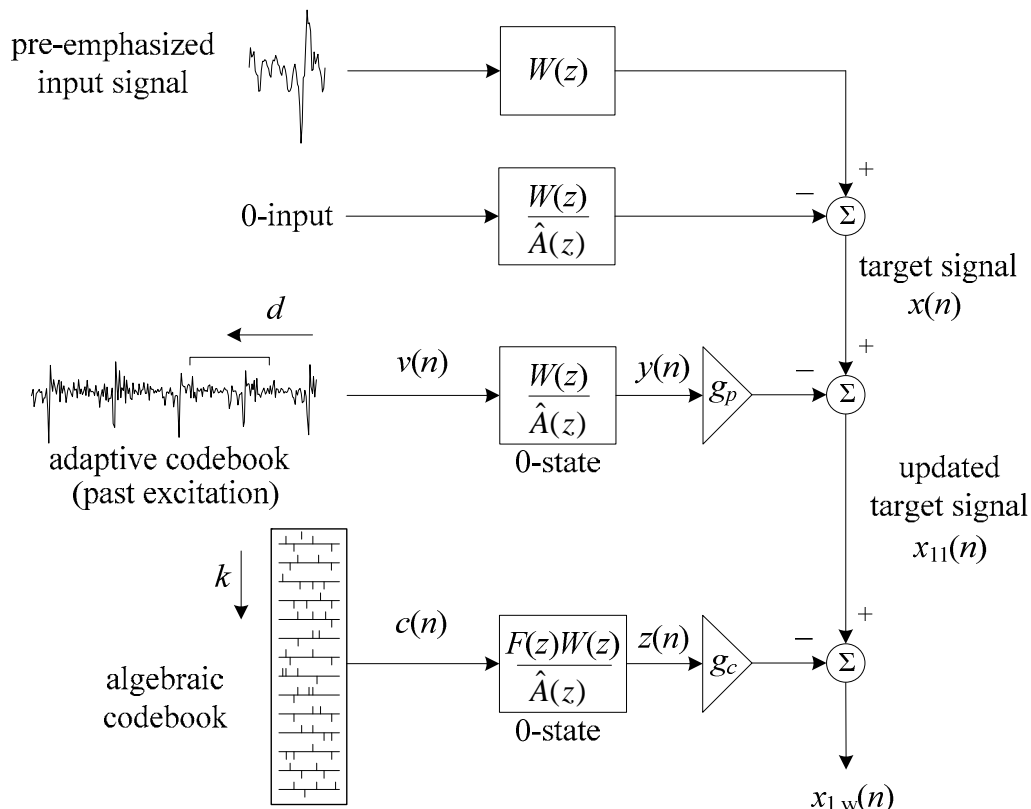 pre-emphasized
input signal
W(z)
+
0-input
W(z)
Â(z)
−
Σ
target signal
x(n)
d
+
v(n)
W(z)
Â(z)
y(n)
g_p
−
Σ
0-state
adaptive codebook
(past excitation)
updated
target signal
x_11(n)
k
+
c(n)
F(z)W(z)
Â(z)
z(n)
g_c
−
Σ
0-state
algebraic
codebook
x_1,w(n)